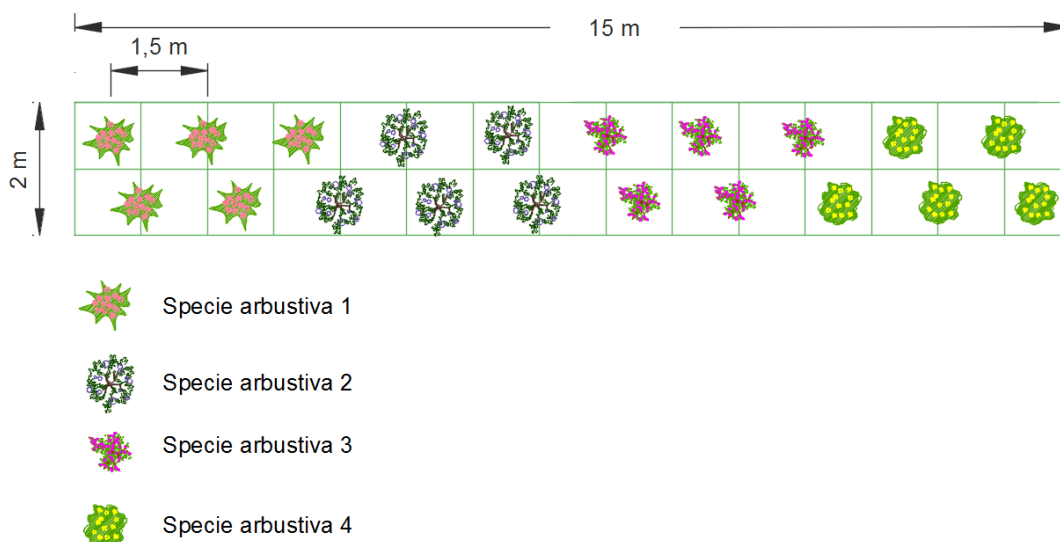 15 m
1,5 m
2 m
Specie arbustiva 1
Specie arbustiva 2
Specie arbustiva 3
Specie arbustiva 4